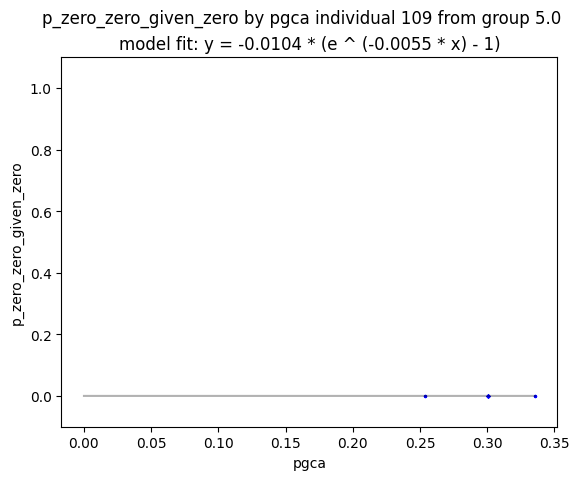 p_zero_zero_given_zero by pgca individual 109 from group 5.0
model fit: y = -0.0104 * (e ^ (-0.0055 * x) - 1)
1.0
0.8
0.6
0.4
0.2
0.0
p_zero_zero_given_zero
0.00 0.05 0.10 0.15 0.20 0.25 0.30 0.35
pgca